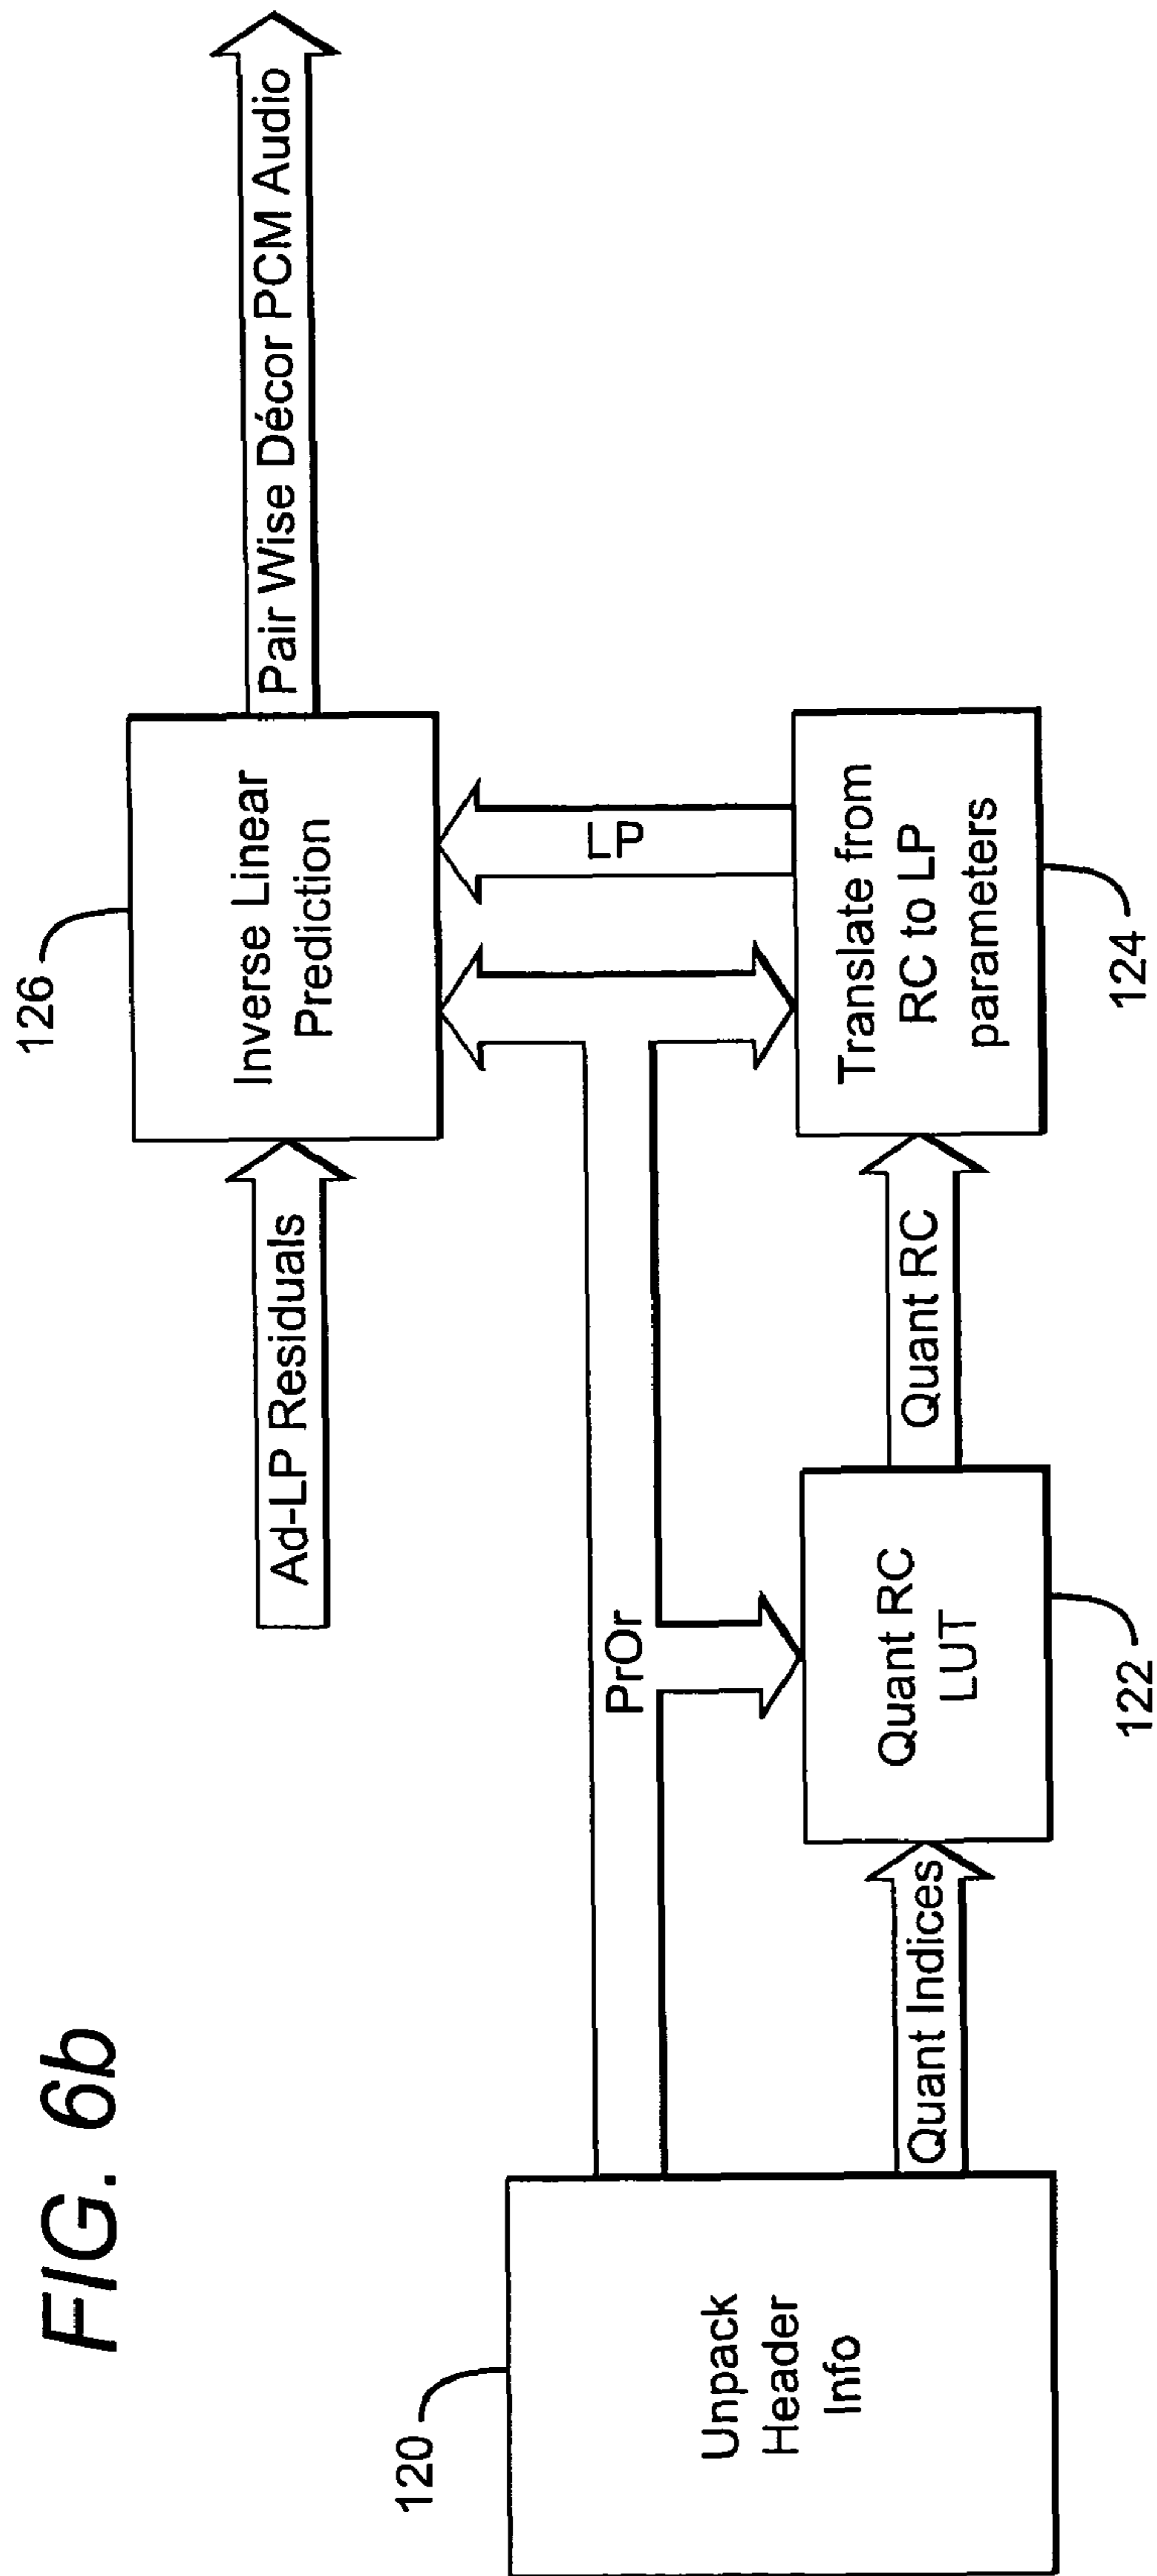 FIG. 6b
126
Inverse Linear
Prediction
Pair Wise Décor PCM Audio
Ad-LP Residuals
LP
PrOr
120
Unpack
Header
Info
Quant Indices
Quant RC
LUT
122
Quant RC
Translate from
RC to LP
parameters
124